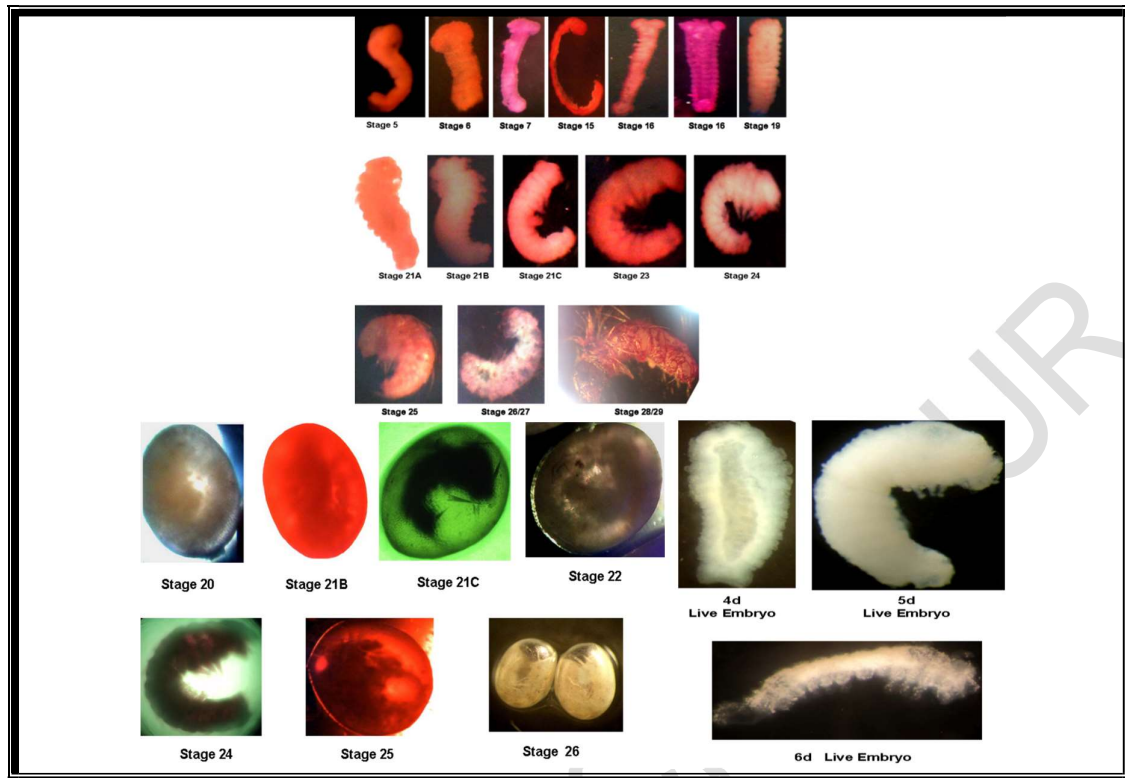 Stage 5
Stage 6
Stage 7
Stage 15
Stage 16
Stage 16
Stage 19
Stage 21A
Stage 21B
Stage 21C
Stage 23
Stage 24
Stage 25
Stage 26/27
Stage 28/29
Stage 20
Stage 21B
Stage 21C
Stage 22
4d
Live Embryo
5d
Live Embryo
Stage 24
Stage 25
Stage 26
6d Live Embryo
UR